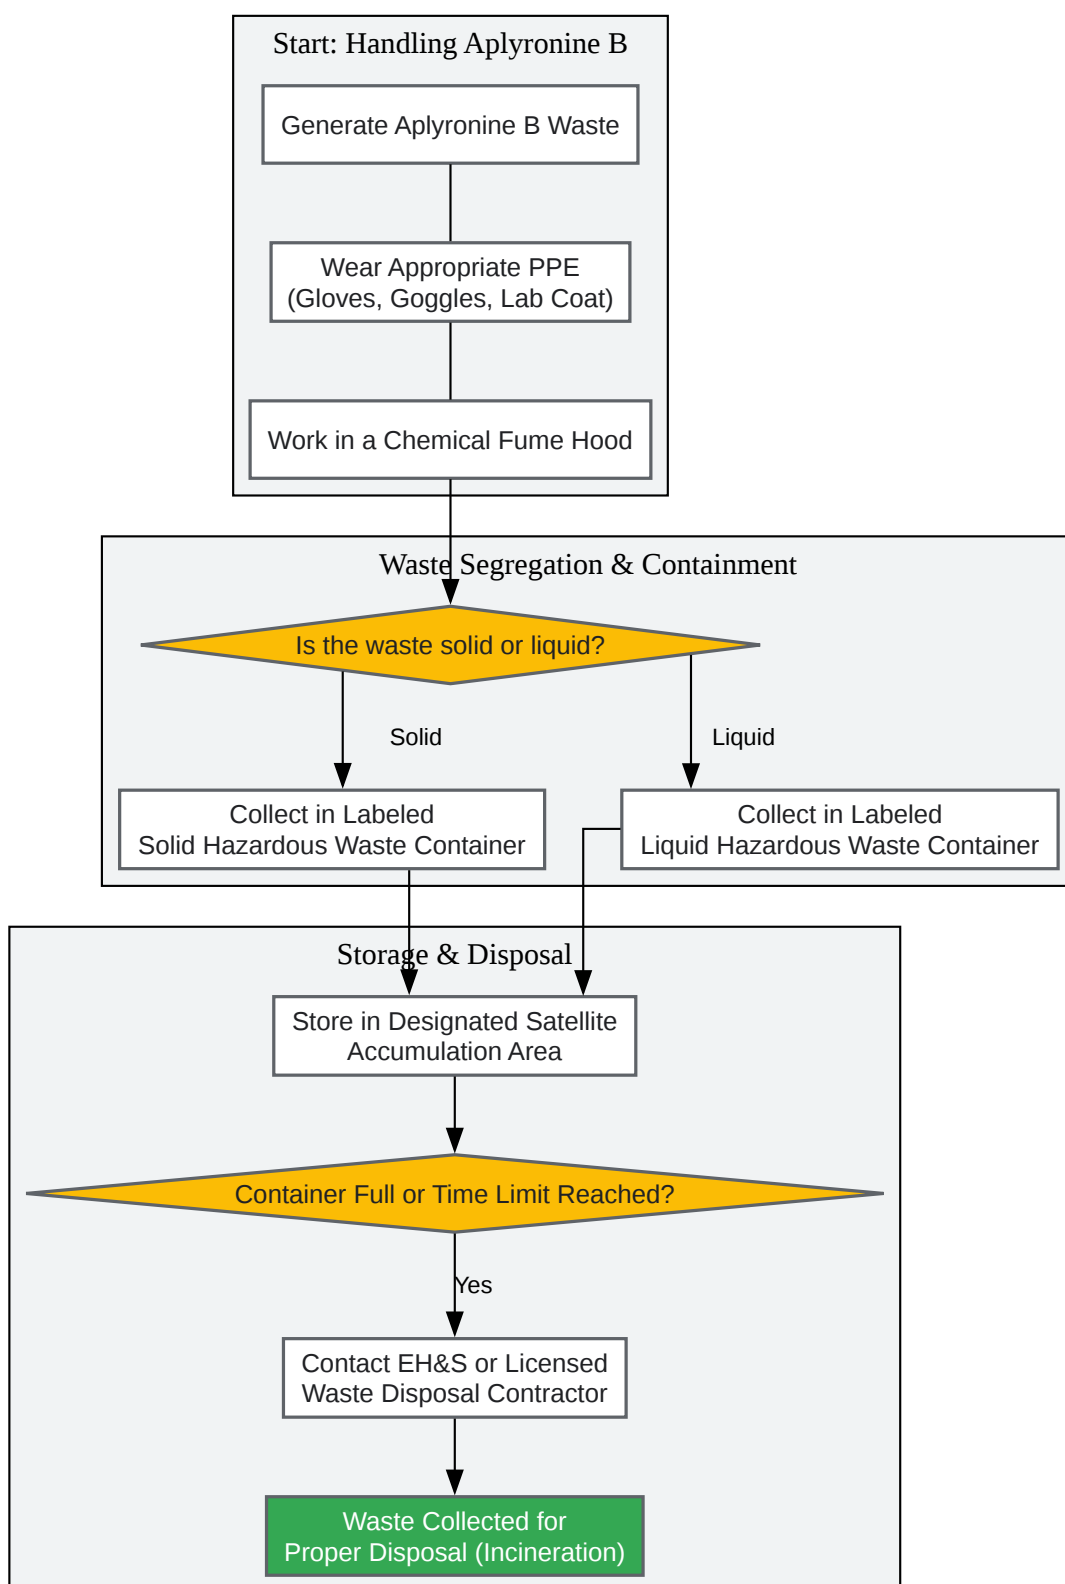 Start: Handling Aplyronine B
Generate Aplyronine B Waste
Wear Appropriate PPE
(Gloves, Goggles, Lab Coat)
Work in a Chemical Fume Hood
Waste Segregation & Containment
Is the waste solid or liquid?
Solid
Liquid
Collect in Labeled
Solid Hazardous Waste Container
Collect in Labeled
Liquid Hazardous Waste Container
Storage & Disposal
Store in Designated Satellite
Accumulation Area
Container Full or Time Limit Reached?
Yes
Contact EH&S or Licensed
Waste Disposal Contractor
Waste Collected for
Proper Disposal (Incineration)